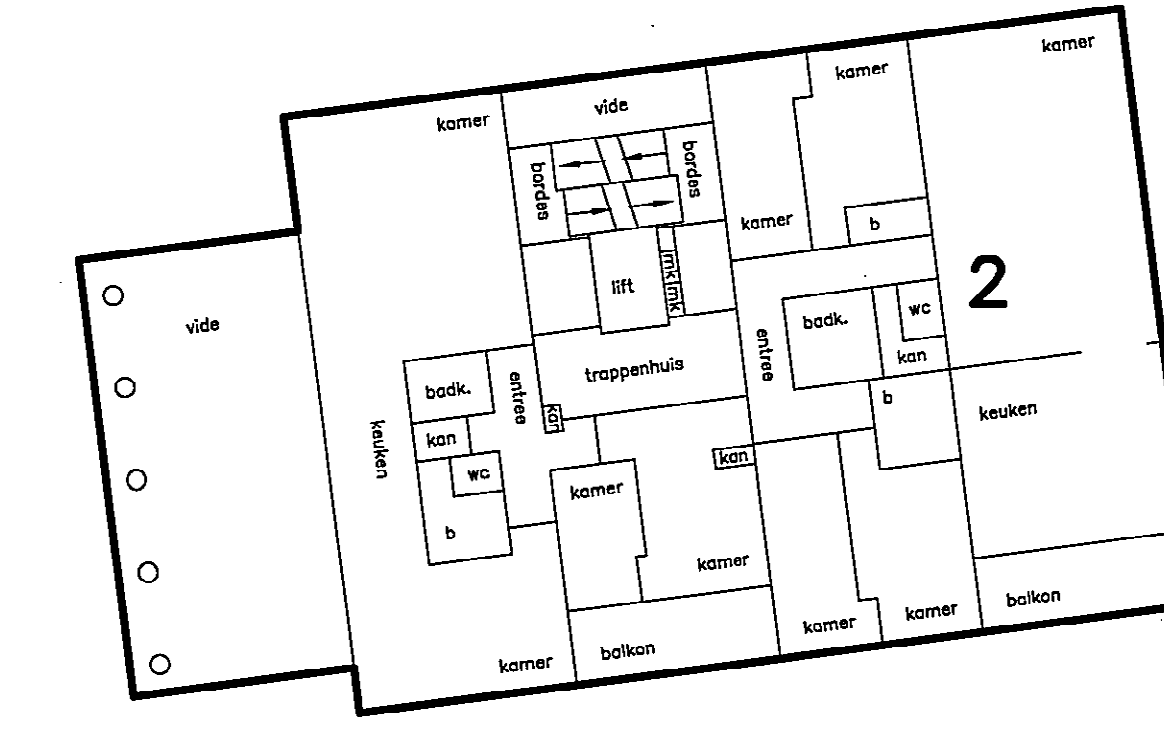 kamer
kamer
vide
kamer
bordes
bordes
kamer
b
2
lift
mk
mk
vide
badk.
wc
kan
entree
trappenhuis
badk.
entree
kan
b
keuken
kan
keuken
kan
wc
kamer
b
kamer
balkon
kamer
kamer
balkon
kamer